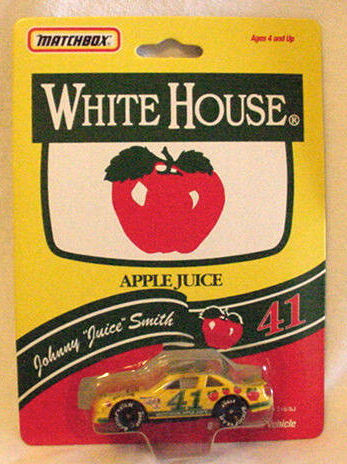 MATCHBOX®
Ages 4 and Up
WHITE HOUSE®
APPLE JUICE
Johnny "Juice" Smith
41
41